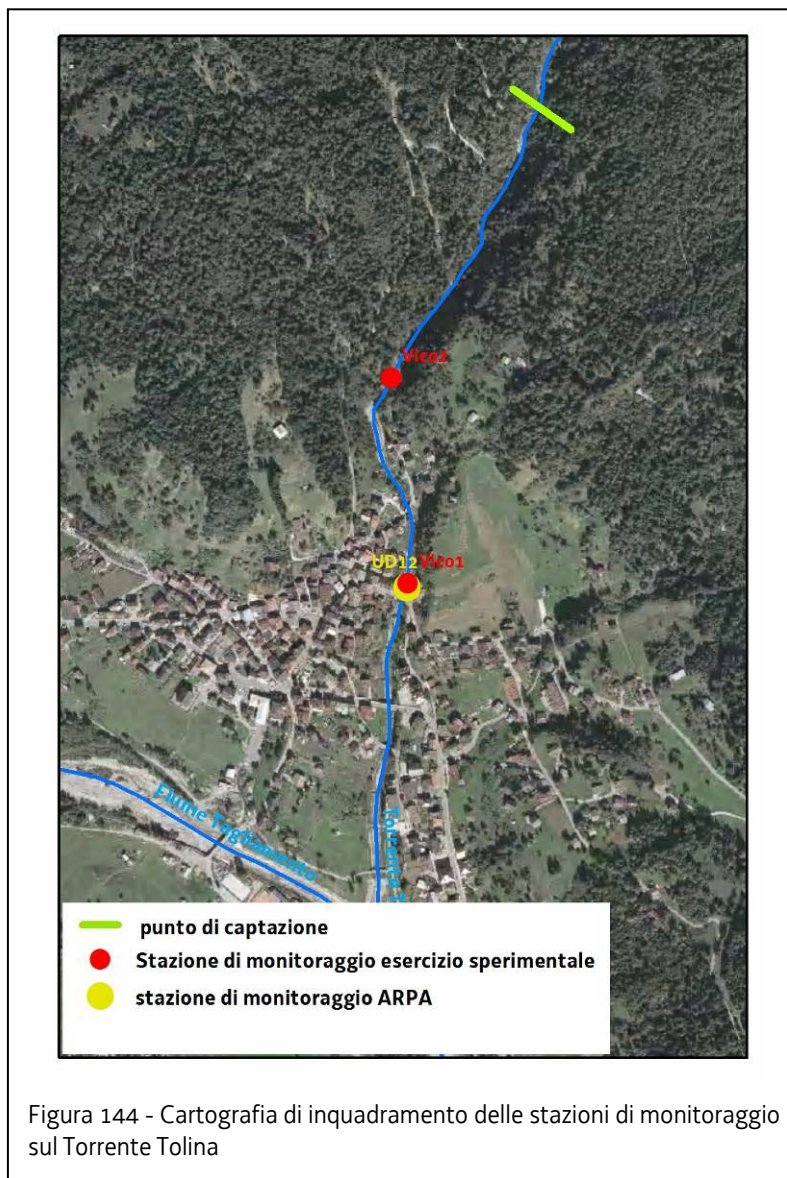 Vico2
UD12
Vico1
Fiume Tagliamento
Torrente T
punto di captazione
Stazione di monitoraggio esercizio sperimentale
stazione di monitoraggio ARPA
Figura 144 - Cartografia di inquadramento delle stazioni di monitoraggio
sul Torrente Tolina